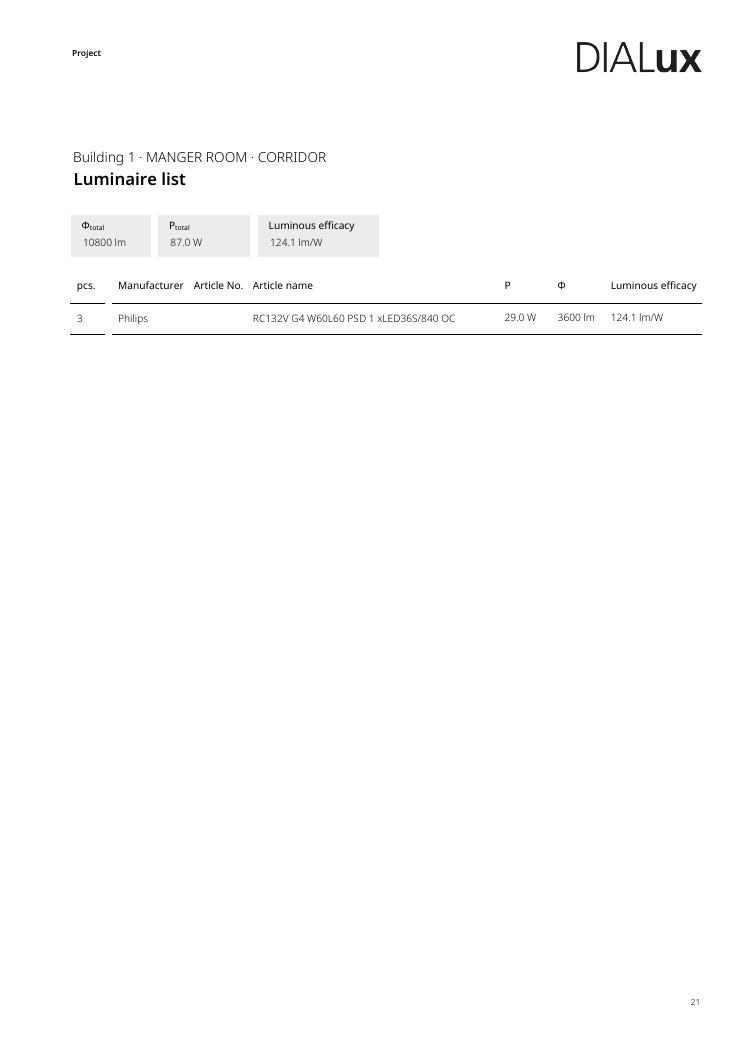 Project
DIALux
Building 1 · MANGER ROOM · CORRIDOR
Luminaire list
Φtotal Ptotal Luminous efficacy
10800 lm 87.0 W 124.1 lm/W
pcs. Manufacturer Article No. Article name P Φ Luminous efficacy
3 Philips RC132V G4 W60L60 PSD 1 xLED36S/840 OC 29.0 W 3600 lm 124.1 lm/W
21